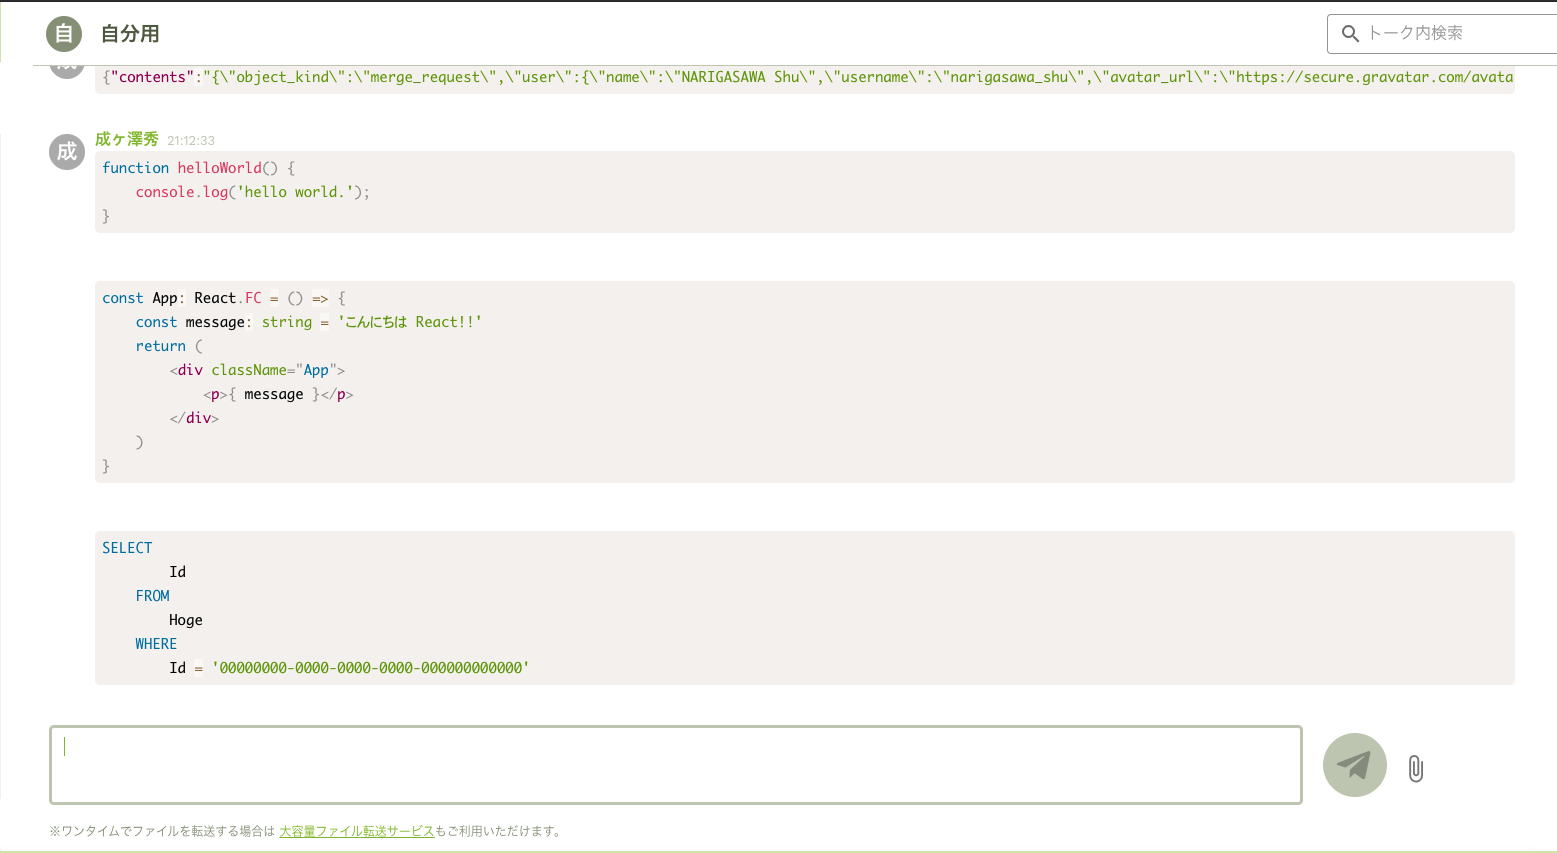 自 自分用
トーク内検索
{"contents":"{\"object_kind\":\"merge_request\",\"user\":{\"name\":\"NARIGASAWA Shu\",\"username\":\"narigasawa_shu\",\"avatar_url\":\"https://secure.gravatar.com/avata
成 成ヶ澤秀 21:12:33
function helloWorld() {
    console.log('hello world.');
}
const App: React.FC = () => {
    const message: string = 'こんにちは React!!'
    return (
        <div className="App">
            <p>{ message }</p>
        </div>
    )
}
SELECT
        Id
    FROM
        Hoge
    WHERE
        Id = '00000000-0000-0000-0000-000000000000'
※ワンタイムでファイルを転送する場合は 大容量ファイル転送サービスもご利用いただけます。